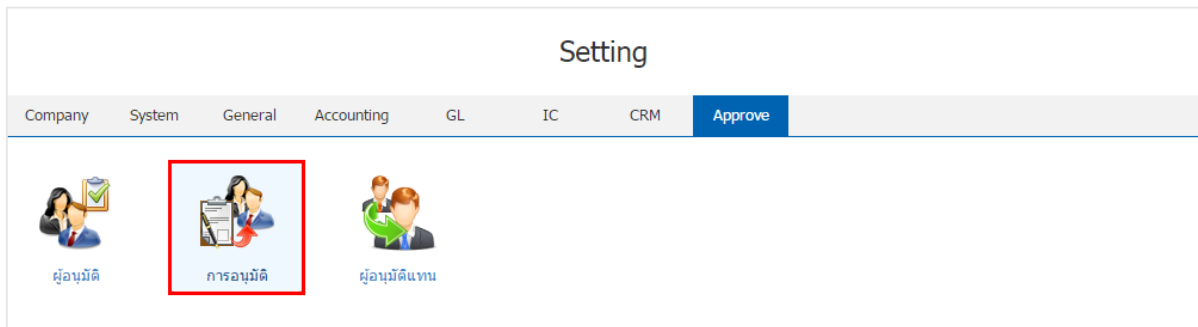 Setting
Company System General Accounting GL IC CRM Approve
ผู้อนุมัติ การอนุมัติ ผู้อนุมัติแทน